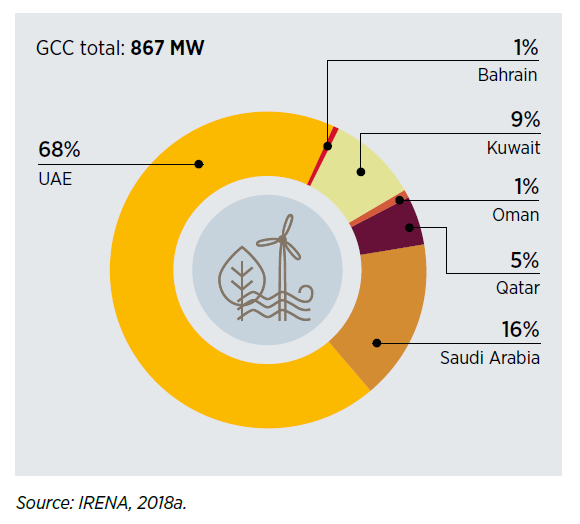 GCC total: 867 MW
1%
Bahrain
9%
Kuwait
68%
UAE
1%
Oman
5%
Qatar
16%
Saudi Arabia
Source: IRENA, 2018a.